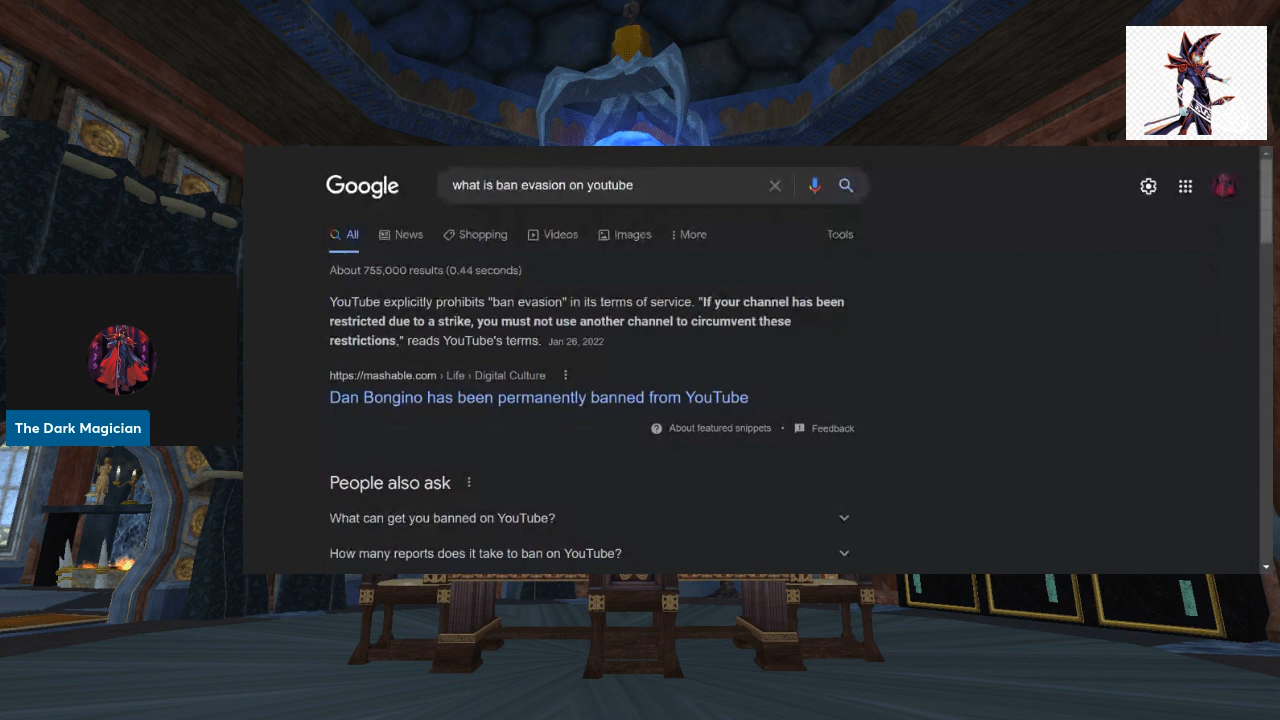 Google
what is ban evasion on youtube
All News Shopping Videos Images More Tools
About 755,000 results (0.44 seconds)
YouTube explicitly prohibits "ban evasion" in its terms of service. "If your channel has been
restricted due to a strike, you must not use another channel to circumvent these
restrictions," reads YouTube's terms. Jan 26, 2022
https://mashable.com › Life › Digital Culture
Dan Bongino has been permanently banned from YouTube
About featured snippets • Feedback
The Dark Magician
People also ask
What can get you banned on YouTube?
How many reports does it take to ban on YouTube?